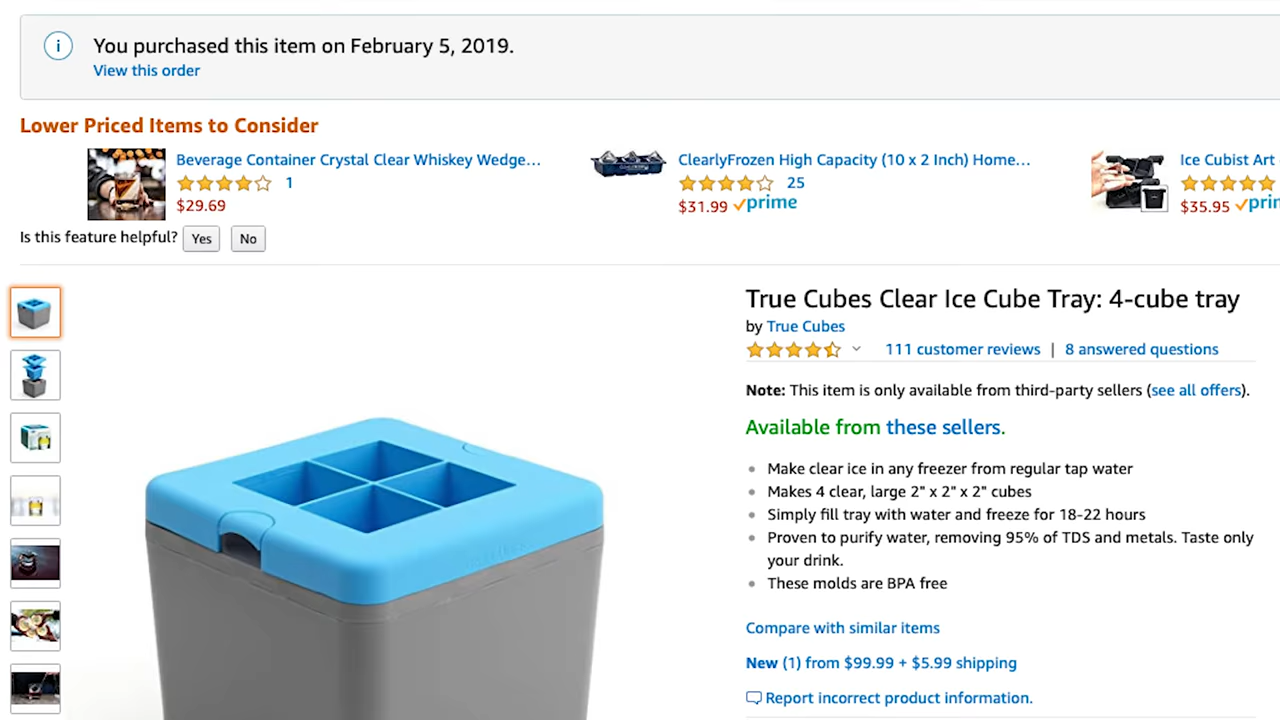 You purchased this item on February 5, 2019.
View this order
Lower Priced Items to Consider
Beverage Container Crystal Clear Whiskey Wedge…
1
$29.69
ClearlyFrozen High Capacity (10 x 2 Inch) Home…
25
$31.99 prime
Ice Cubist Art
$35.95
Is this feature helpful? Yes No
True Cubes Clear Ice Cube Tray: 4-cube tray
by True Cubes
111 customer reviews | 8 answered questions
Note: This item is only available from third-party sellers (see all offers).
Available from these sellers.
Make clear ice in any freezer from regular tap water
Makes 4 clear, large 2" x 2" x 2" cubes
Simply fill tray with water and freeze for 18-22 hours
Proven to purify water, removing 95% of TDS and metals. Taste only
your drink.
These molds are BPA free
Compare with similar items
New (1) from $99.99 + $5.99 shipping
Report incorrect product information.